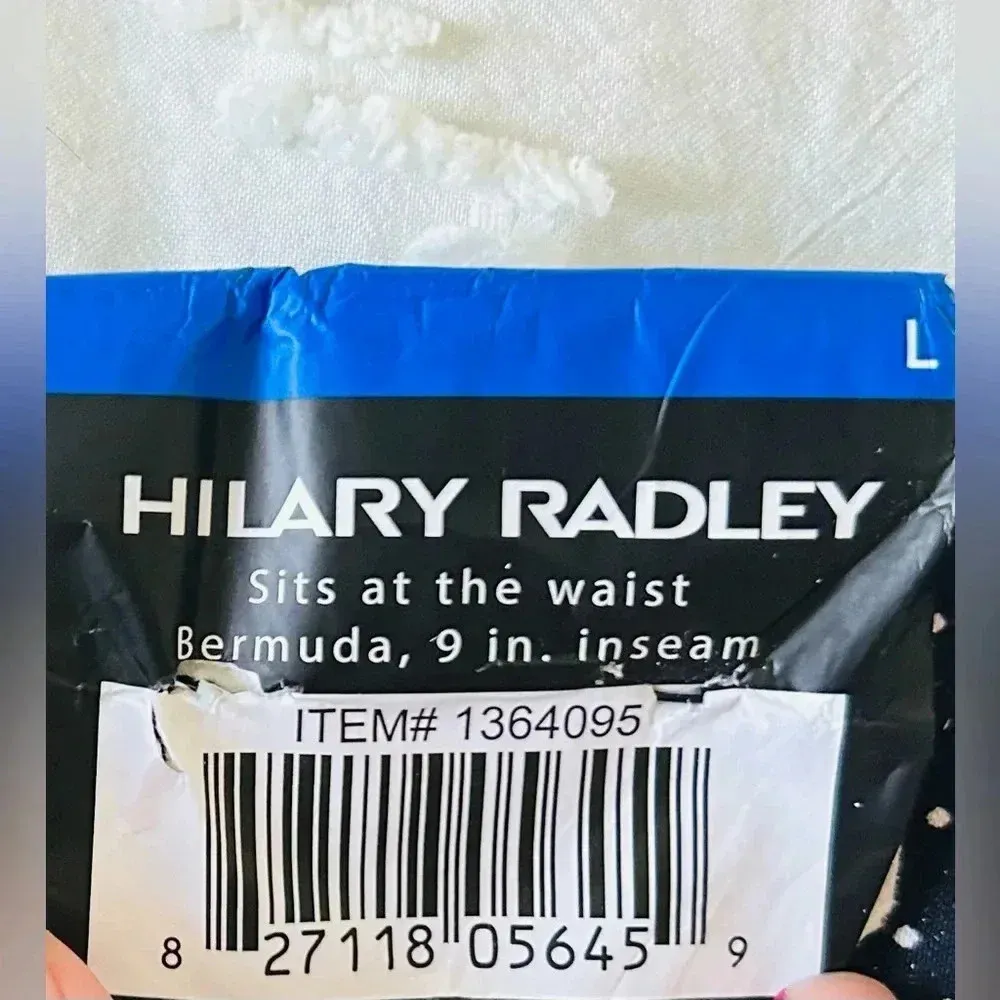 L
HILARY RADLEY
Sits at the waist
Bermuda, 9 in. inseam
ITEM# 1364095
8 27118 05645 9